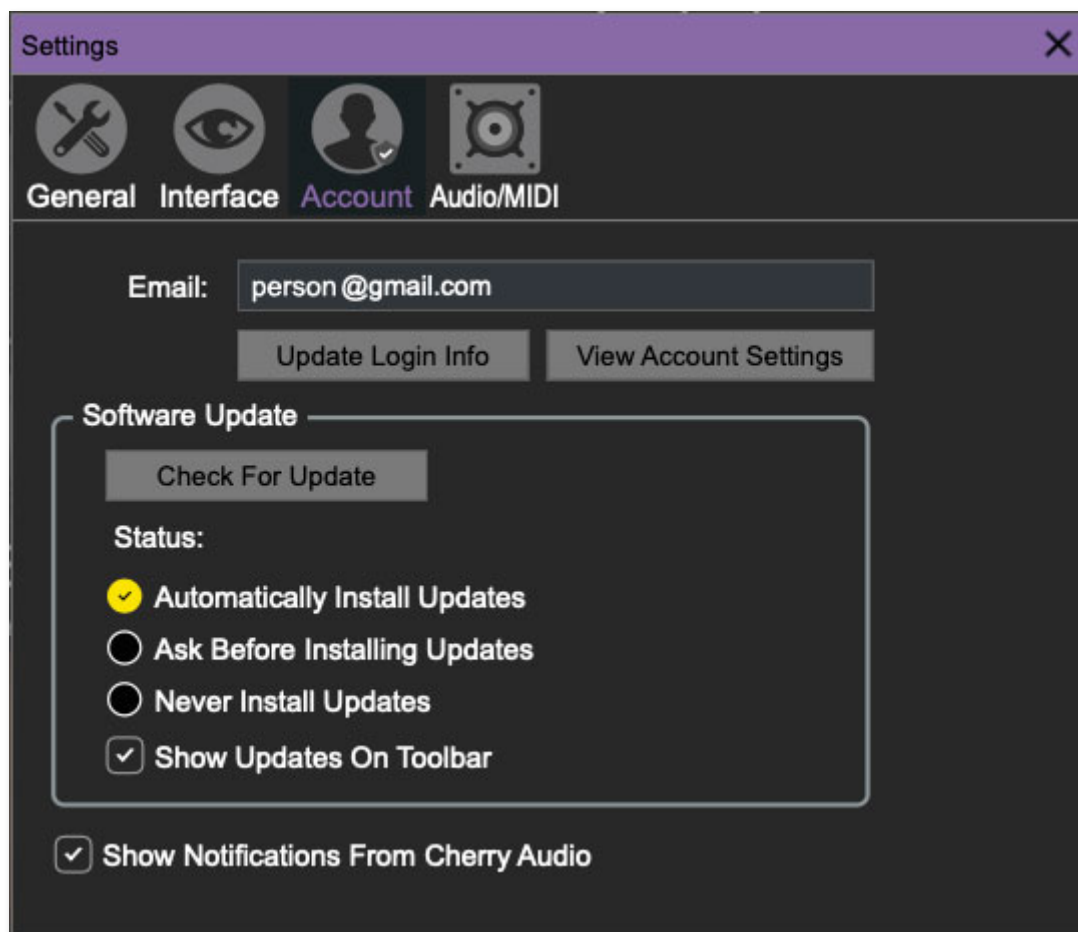 Settings
General Interface Account Audio/MIDI
Email: person@gmail.com
Update Login Info View Account Settings
Software Update
Check For Update
Status:
Automatically Install Updates
Ask Before Installing Updates
Never Install Updates
Show Updates On Toolbar
Show Notifications From Cherry Audio